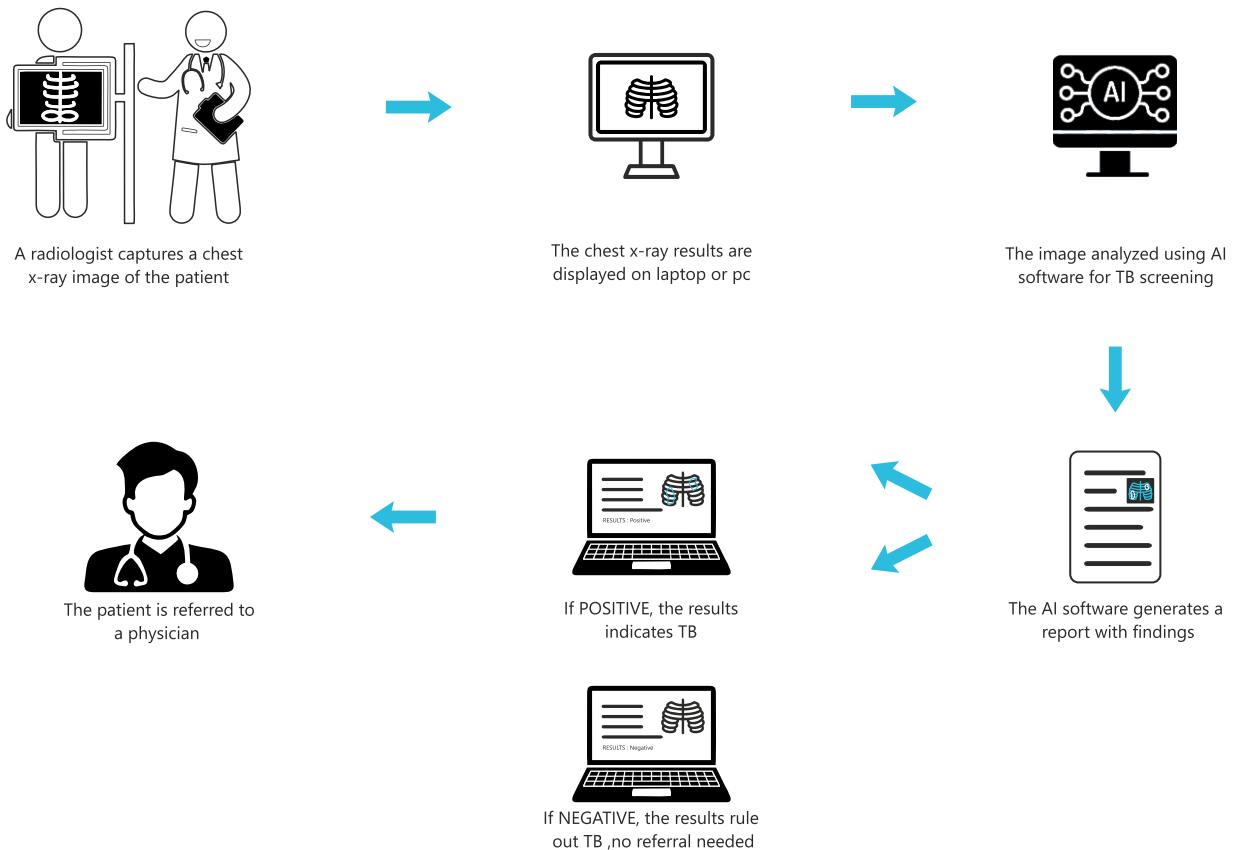 AI
A radiologist captures a chest
x-ray image of the patient
The chest x-ray results are
displayed on laptop or pc
The image analyzed using AI
software for TB screening
The patient is referred to
a physician
RESULTS : Positive
If POSITIVE, the results
indicates TB
The AI software generates a
report with findings
RESULTS : Negative
If NEGATIVE, the results rule
out TB ,no referral needed